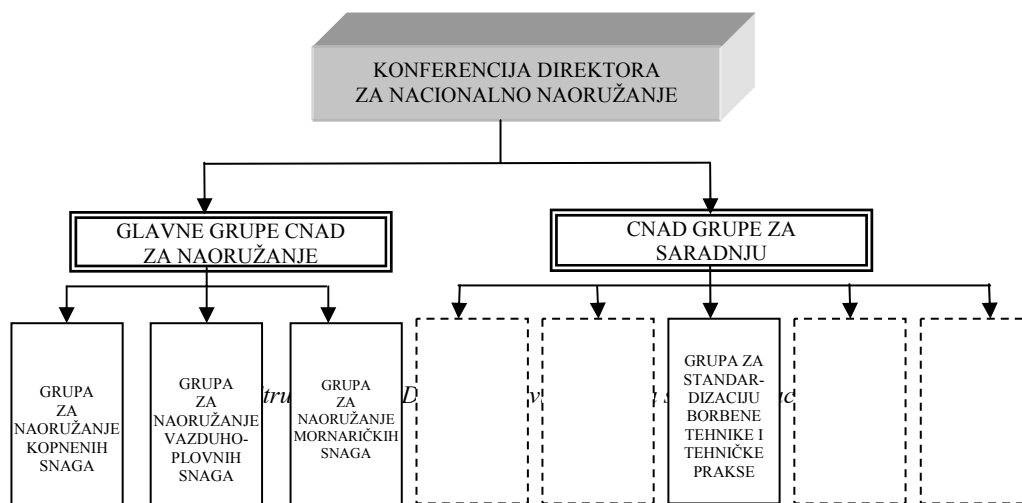 KONFERENCIJA DIREKTORA
ZA NACIONALNO NAORUŽANJE
GLAVNE GRUPE CNAD
ZA NAORUŽANJE
CNAD GRUPE ZA
SARADNJU
GRUPA
ZA
NAORUŽANJE
KOPNENIH
SNAGA
GRUPA
ZA
NAORUŽANJE
VAZDUHO-
PLOVNIH
SNAGA
GRUPA
ZA
NAORUŽANJE
MORNARIČKIH
SNAGA
GRUPA ZA
STANDAR-
DIZACIJU
BORBENE
TEHNIKE I
TEHNIČKE
PRAKSE